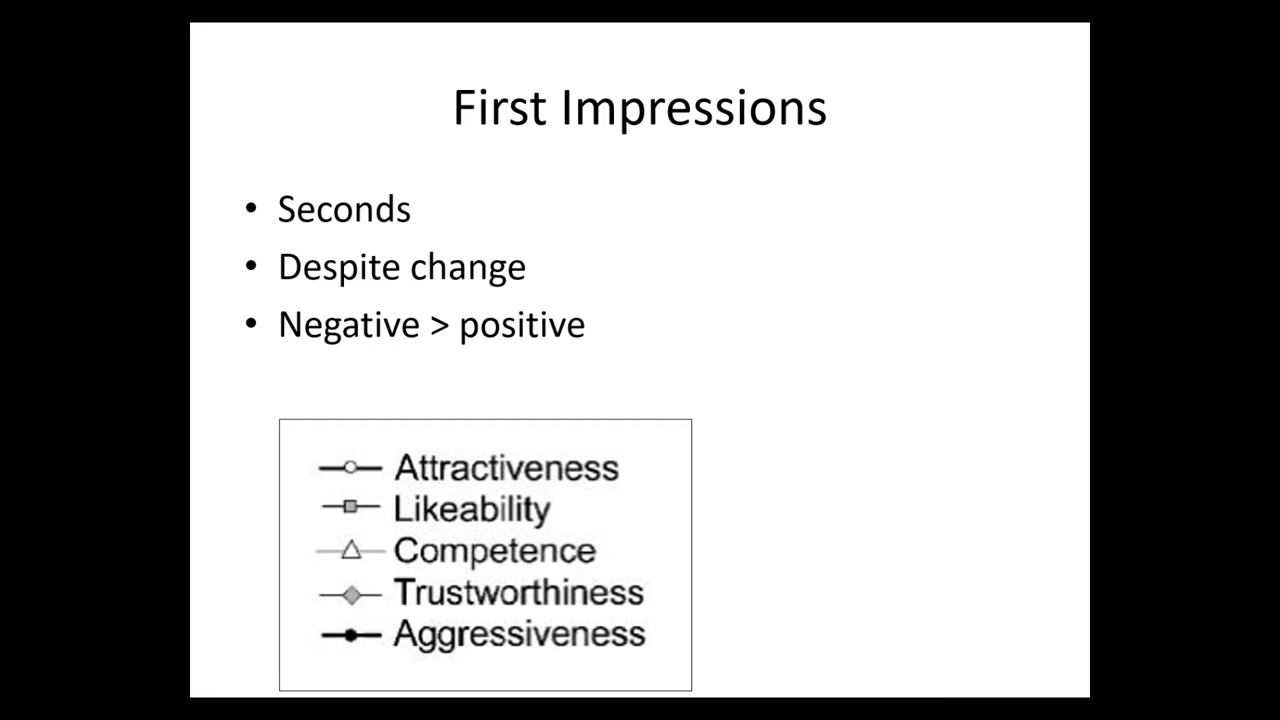 First Impressions
• Seconds
• Despite change
• Negative > positive
Attractiveness
Likeability
Competence
Trustworthiness
Aggressiveness